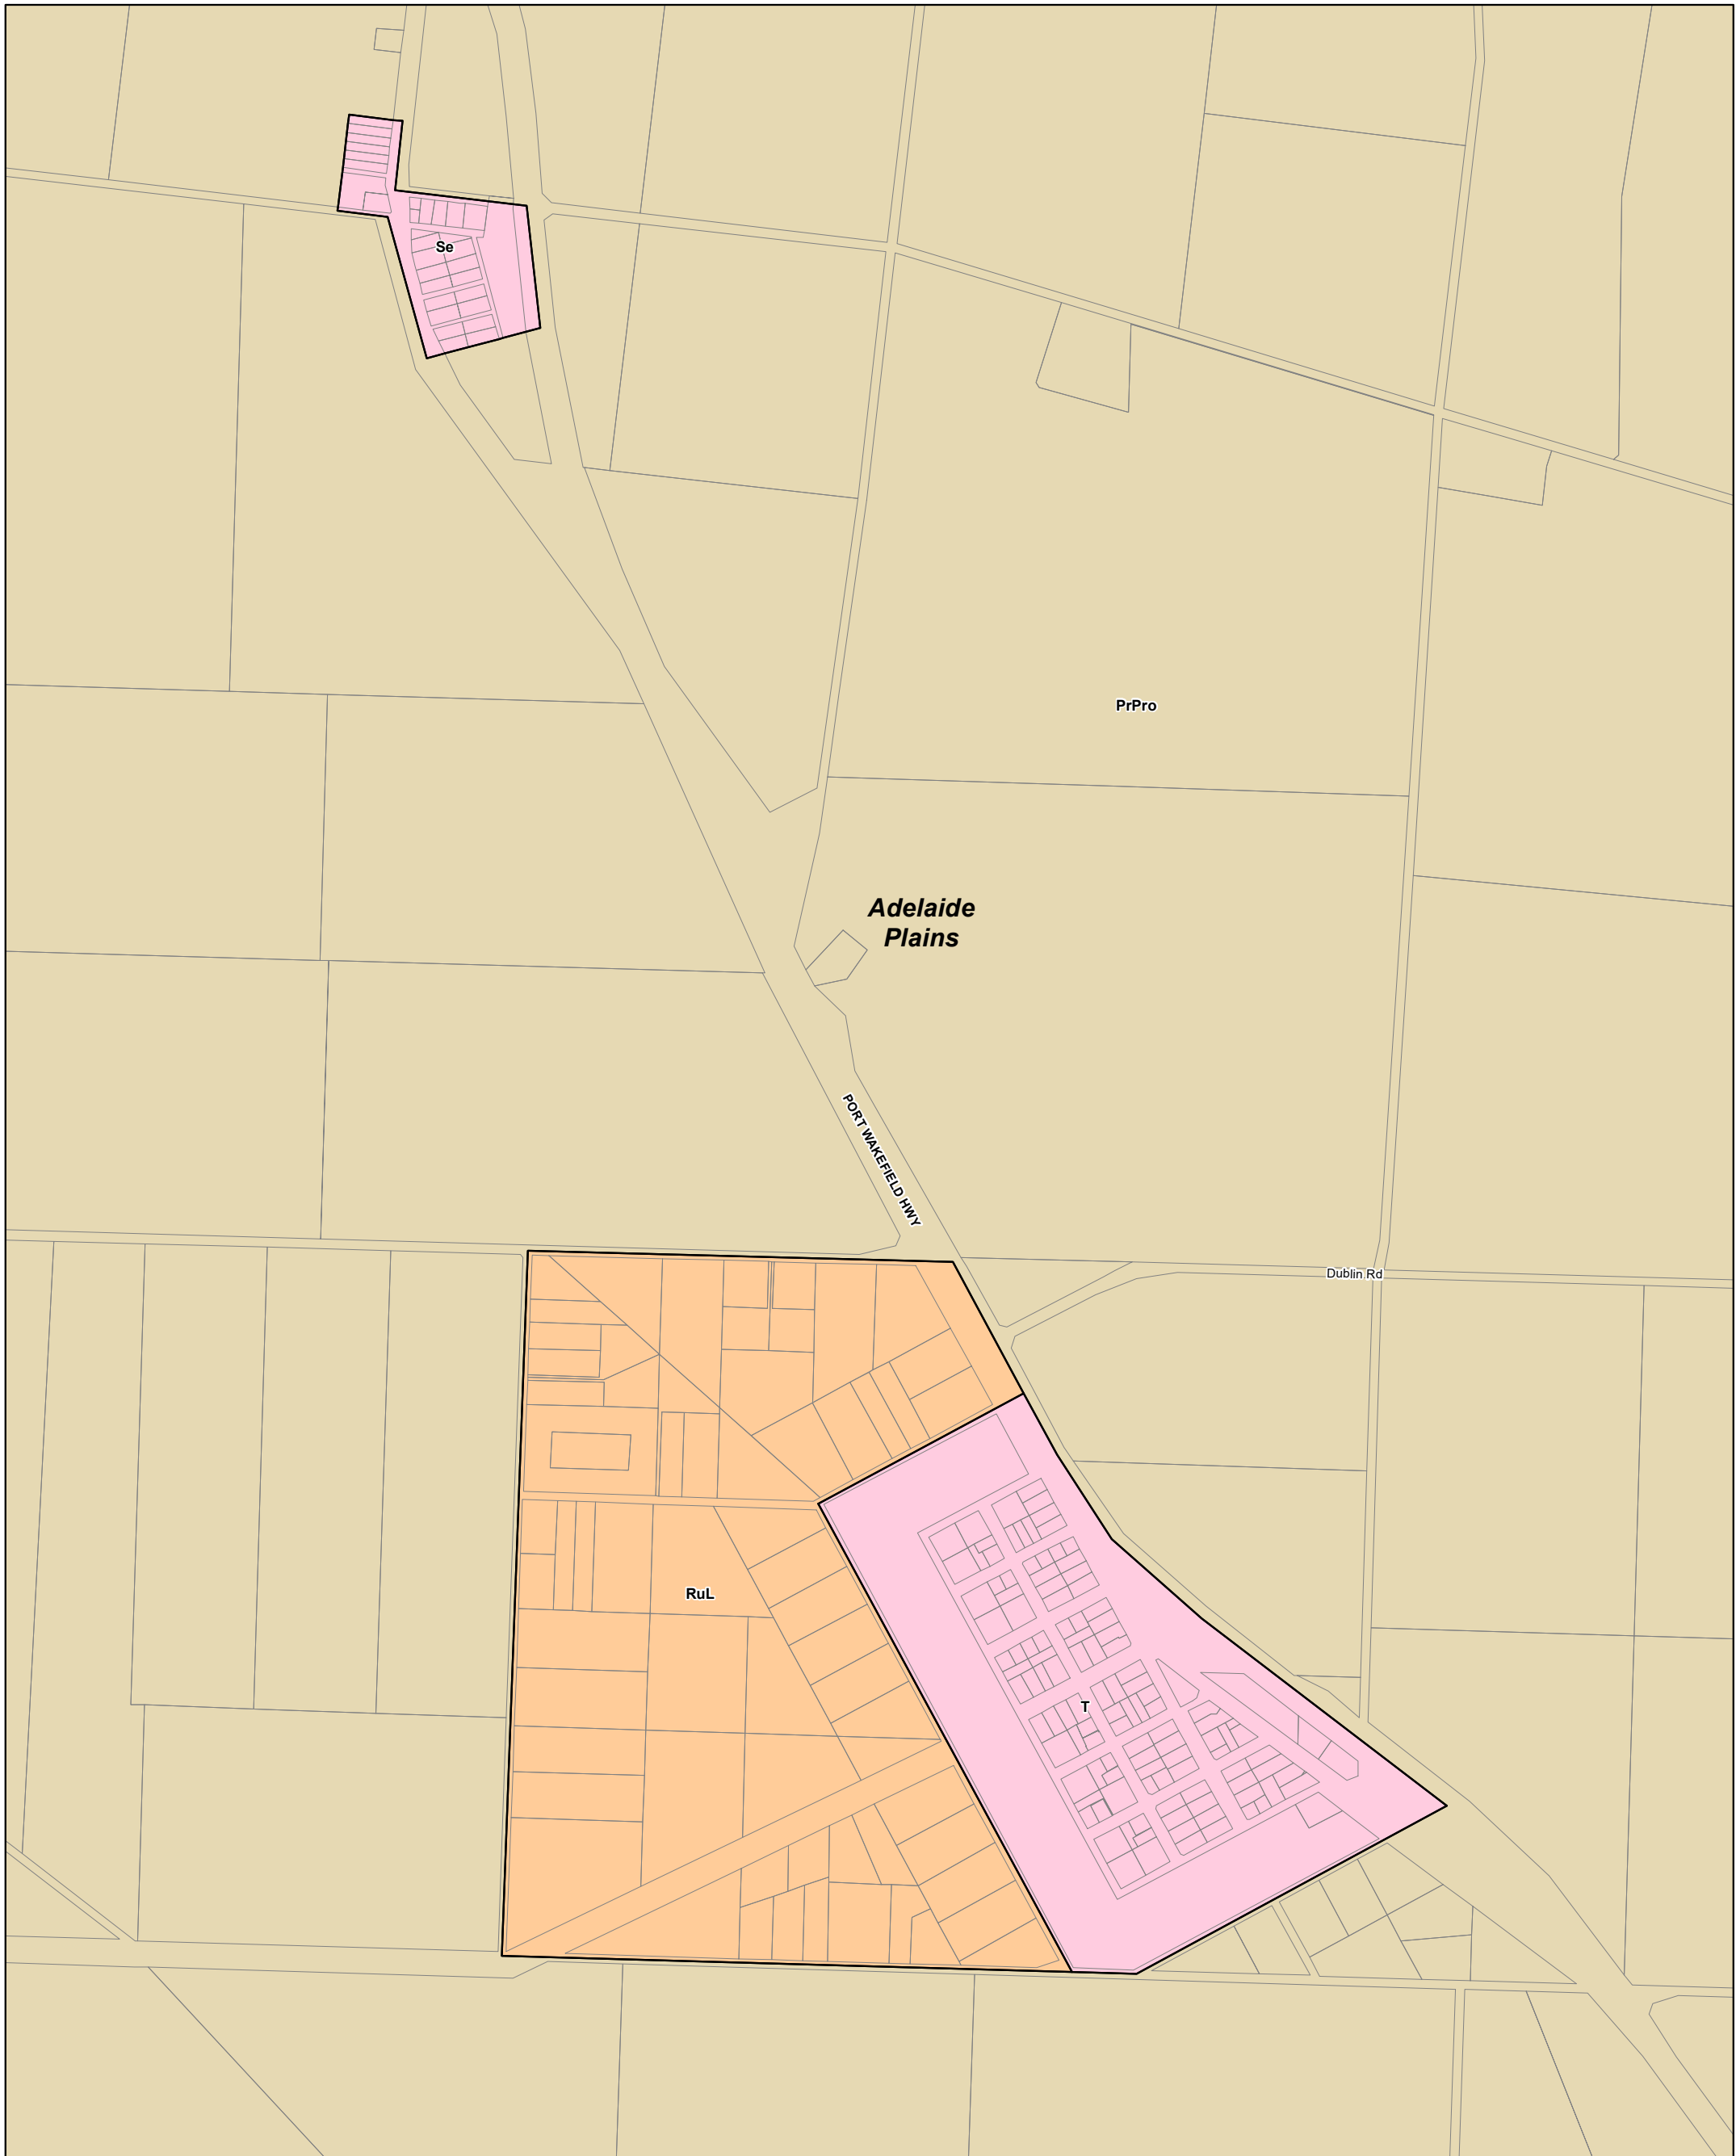 Se
PrPro
Adelaide
Plains
PORT WAKEFIELD HWY
Dublin Rd
RuL
T